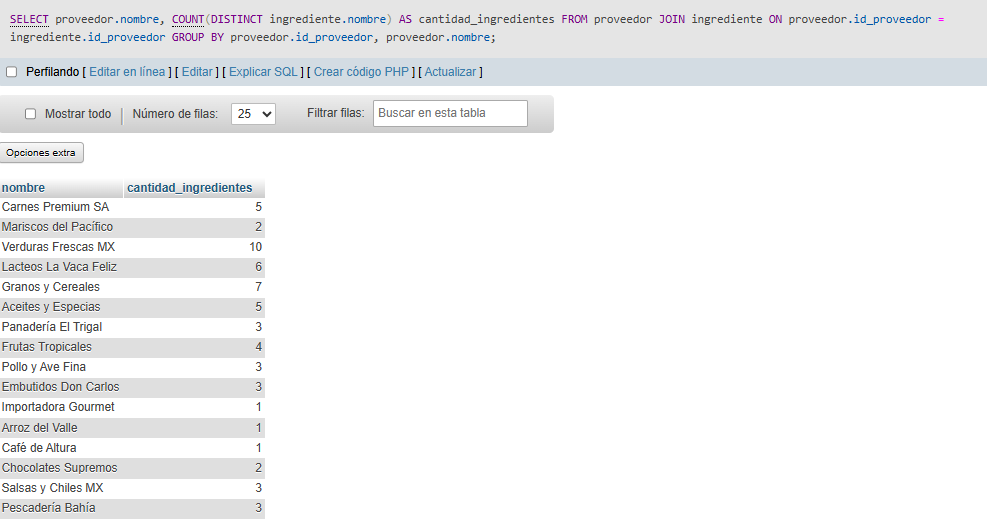 SELECT proveedor.nombre, COUNT(DISTINCT ingrediente.nombre) AS cantidad_ingredientes FROM proveedor JOIN ingrediente ON proveedor.id_proveedor =
ingrediente.id_proveedor GROUP BY proveedor.id_proveedor, proveedor.nombre;
Perfilando [ Editar en línea ] [ Editar ] [ Explicar SQL ] [ Crear código PHP ] [ Actualizar ]
Mostrar todo Número de filas: 25 Filtrar filas: Buscar en esta tabla
Opciones extra
nombre cantidad_ingredientes
Carnes Premium SA 5
Mariscos del Pacífico 2
Verduras Frescas MX 10
Lacteos La Vaca Feliz 6
Granos y Cereales 7
Aceites y Especias 5
Panadería El Trigal 3
Frutas Tropicales 4
Pollo y Ave Fina 3
Embutidos Don Carlos 3
Importadora Gourmet 1
Arroz del Valle 1
Café de Altura 1
Chocolates Supremos 2
Salsas y Chiles MX 3
Pescadería Bahía 3